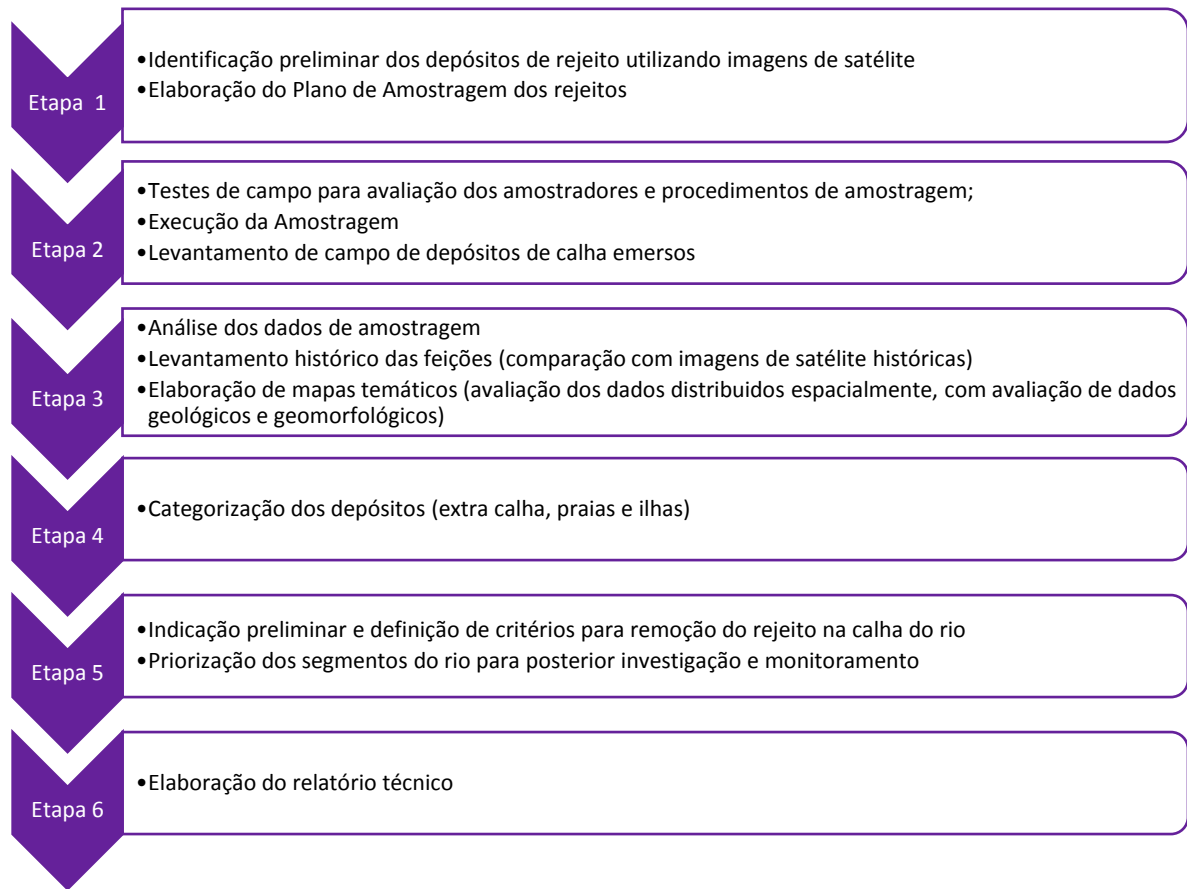 Etapa 1
•Identificação preliminar dos depósitos de rejeito utilizando imagens de satélite
•Elaboração do Plano de Amostragem dos rejeitos
Etapa 2
•Testes de campo para avaliação dos amostradores e procedimentos de amostragem;
•Execução da Amostragem
•Levantamento de campo de depósitos de calha emersos
Etapa 3
•Análise dos dados de amostragem
•Levantamento histórico das feições (comparação com imagens de satélite históricas)
•Elaboração de mapas temáticos (avaliação dos dados distribuidos espacialmente, com avaliação de dados
geológicos e geomorfológicos)
Etapa 4
•Categorização dos depósitos (extra calha, praias e ilhas)
Etapa 5
•Indicação preliminar e definição de critérios para remoção do rejeito na calha do rio
•Priorização dos segmentos do rio para posterior investigação e monitoramento
Etapa 6
•Elaboração do relatório técnico